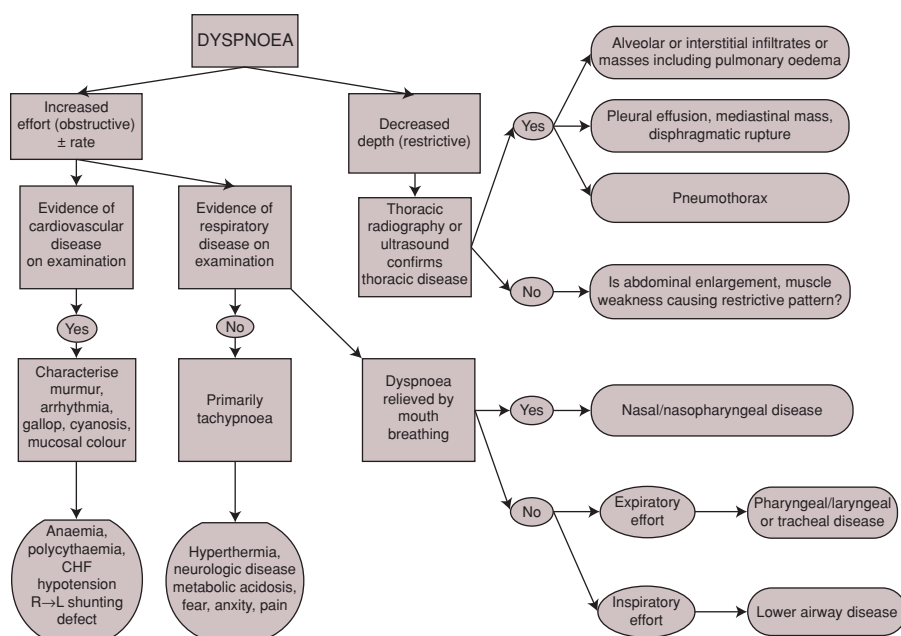 DYSPNOEA
Increased
effort (obstructive)
± rate
Decreased
depth (restrictive)
Yes
Alveolar or interstitial infiltrates or
masses including pulmonary oedema
Pleural effusion, mediastinal mass,
disphragmatic rupture
Pneumothorax
Evidence of
cardiovascular
disease
on examination
Evidence of
respiratory
disease on
examination
Thoracic
radiography or
ultrasound
confirms
thoracic disease
No
Is abdominal enlargement, muscle
weakness causing restrictive pattern?
Yes
No
Characterise
murmur,
arrhythmia,
gallop, cyanosis,
mucosal colour
Primarily
tachypnoea
Dyspnoea
relieved by
mouth
breathing
Yes
Nasal/nasopharyngeal disease
No
Expiratory
effort
Pharyngeal/laryngeal
or tracheal disease
Anaemia,
polycythaemia,
CHF
hypotension
R→L shunting
defect
Hyperthermia,
neurologic disease
metabolic acidosis,
fear, anxity, pain
Inspiratory
effort
Lower airway disease